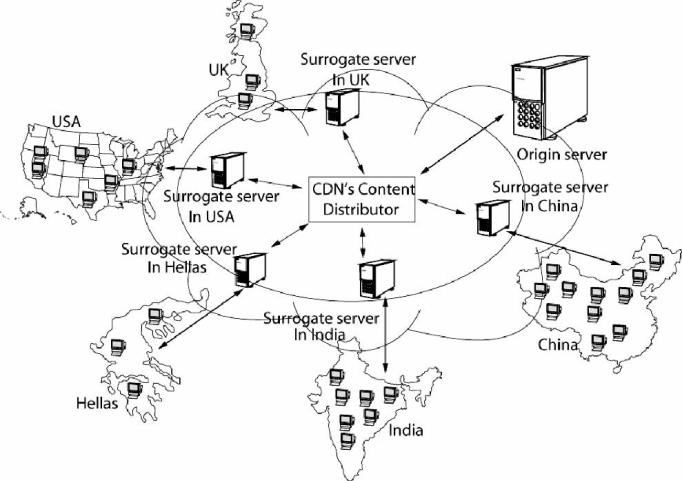 UK
Surrogate server
In UK
USA
Origin server
Surrogate server
In USA
CDN's Content
Distributor
Surrogate server
In China
Surrogate server
In Hellas
Surrogate server
In India
China
Hellas
India